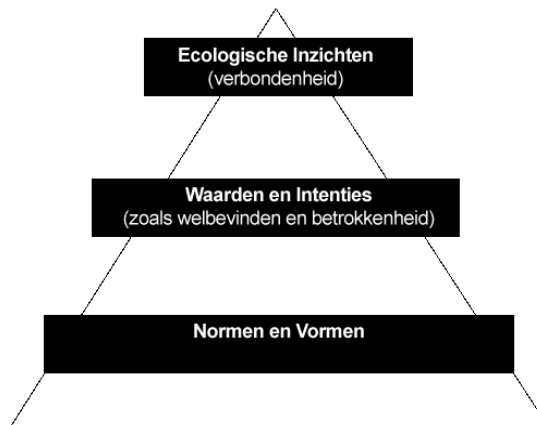 Ecologische Inzichten
(verbondenheid)
Waarden en Intenties
(zoals welbevinden en betrokkenheid)
Normen en Vormen